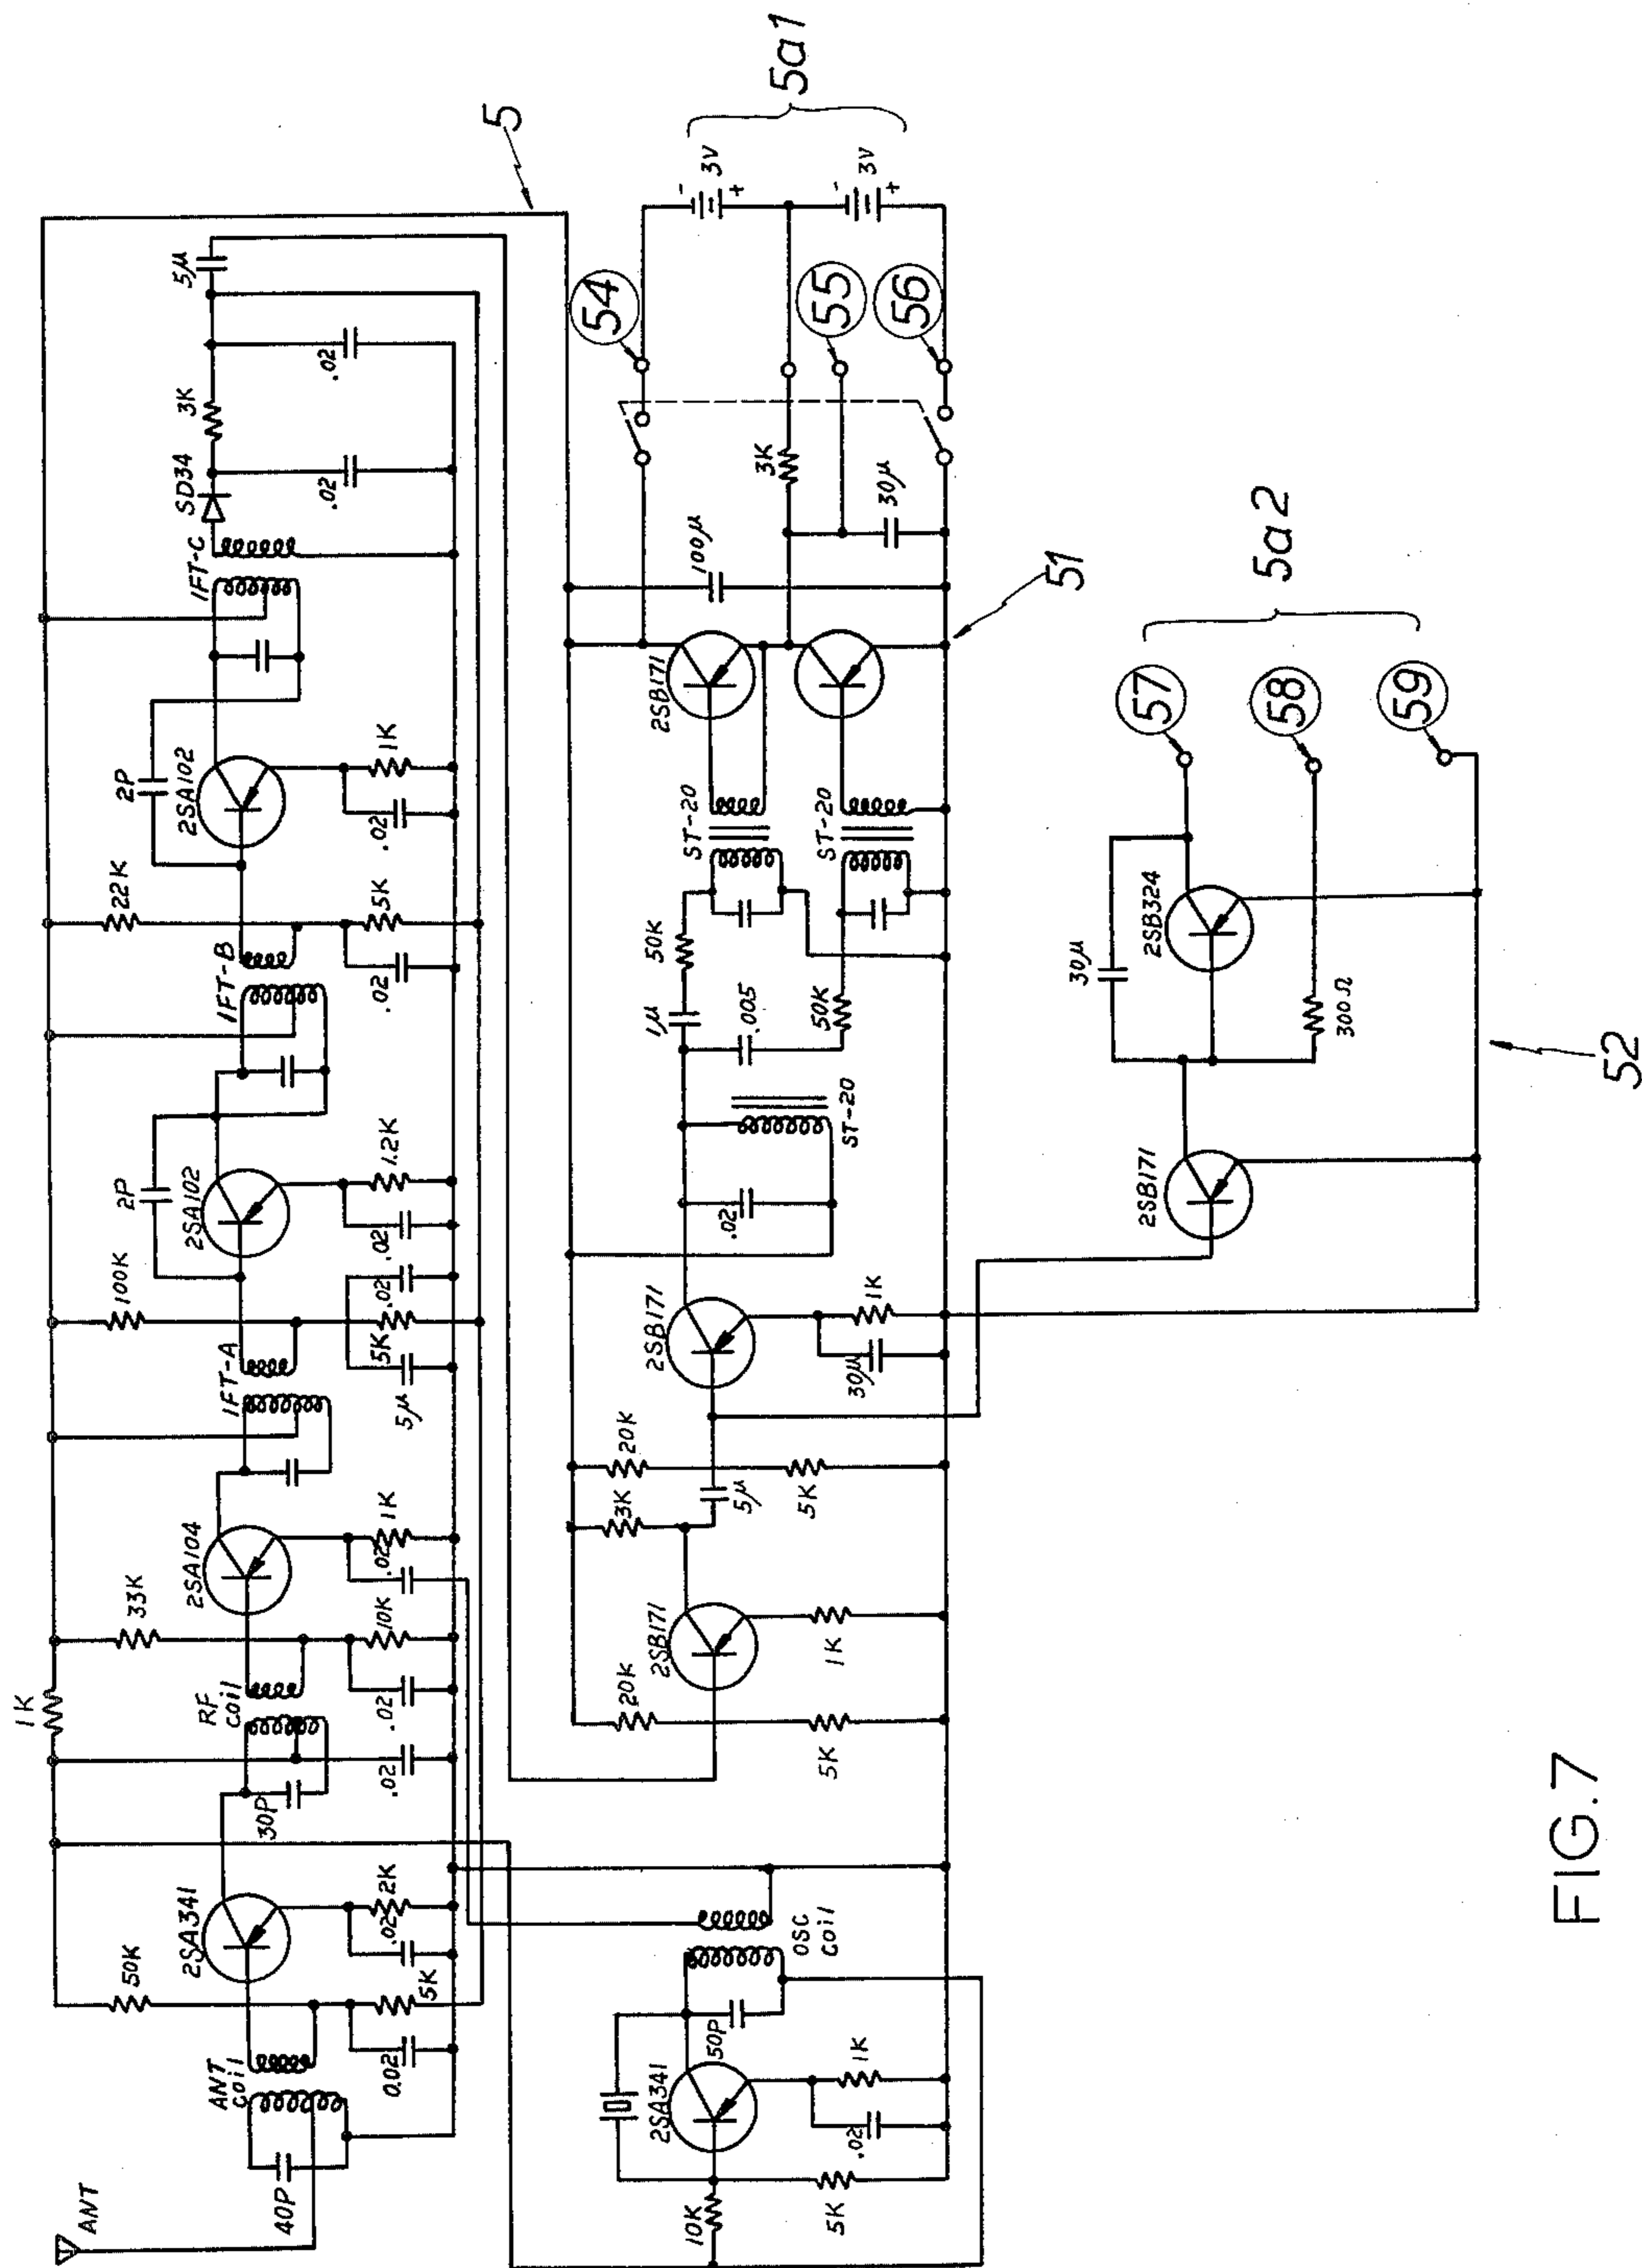 ANT
40P
ANT
coil
50K
0.02
5K
2SA341
.02
2K
1K
30P
RF
coil
.02
33K
.02
10K
2SA104
.02
1K
IFT-A
100K
5μ
5K
.02
2P
2SA102
.02
1.2K
IFT-B
22K
.02
5K
2P
2SA102
.02
1K
IFT-C
SD34
.02
3K
.02
5μ
5
10K
5K
2SA341
.02
1K
50P
OSC
coil
20K
5K
2SB171
1K
3K
5μ
20K
5K
2SB171
30μ
1K
.02
ST-20
1μ
.005
50K
50K
ST-20
ST-20
2SB171
100μ
3K
30μ
54
55
56
-
3V
+
-
3V
+
5a1
51
2SB171
30μ
2SB324
300Ω
57
58
59
5a2
52
FIG.7